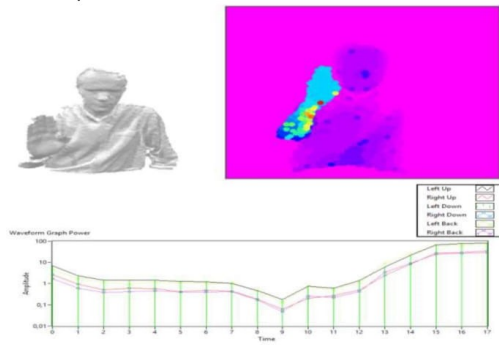 Left Up
Right Up
Left Down
Right Down
Left Back
Right Back
Waveform Graph Power
100
10
1
0,1
0,01
Amplitude
0 1 2 3 4 5 6 7 8 9 10 11 12 13 14 15 16 17
Time